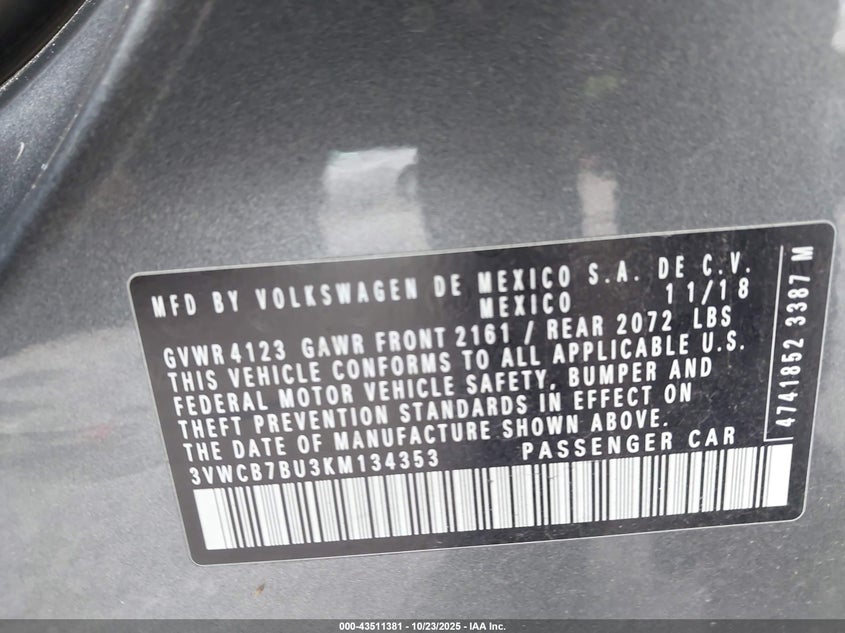 MFD BY VOLKSWAGEN DE MEXICO S.A. DE C.V.
MEXICO 11/18
GVWR 4123 GAWR FRONT 2161 / REAR 2072 LBS
THIS VEHICLE CONFORMS TO ALL APPLICABLE U.S.
FEDERAL MOTOR VEHICLE SAFETY, BUMPER AND
THEFT PREVENTION STANDARDS IN EFFECT ON
THE DATE OF MANUFACTURE SHOWN ABOVE.
3VWCB7BU3KM134353 PASSENGER CAR
4741852 3387 M
000-43511381 - 10/23/2025 - IAA Inc.